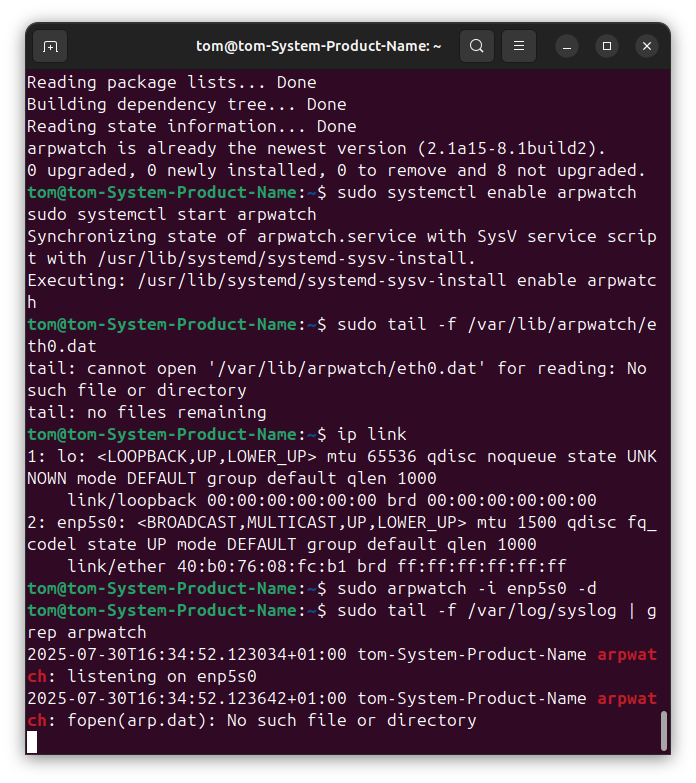 tom@tom-System-Product-Name: ~
Reading package lists... Done
Building dependency tree... Done
Reading state information... Done
arpwatch is already the newest version (2.1a15-8.1build2).
0 upgraded, 0 newly installed, 0 to remove and 8 not upgraded.
tom@tom-System-Product-Name:~$ sudo systemctl enable arpwatch
sudo systemctl start arpwatch
Synchronizing state of arpwatch.service with SysV service scrip
t with /usr/lib/systemd/systemd-sysv-install.
Executing: /usr/lib/systemd/systemd-sysv-install enable arpwatc
h
tom@tom-System-Product-Name:~$ sudo tail -f /var/lib/arpwatch/e
th0.dat
tail: cannot open '/var/lib/arpwatch/eth0.dat' for reading: No
such file or directory
tail: no files remaining
tom@tom-System-Product-Name:~$ ip link
1: lo: <LOOPBACK,UP,LOWER_UP> mtu 65536 qdisc noqueue state UNK
NOWN mode DEFAULT group default qlen 1000
    link/loopback 00:00:00:00:00:00 brd 00:00:00:00:00:00
2: enp5s0: <BROADCAST,MULTICAST,UP,LOWER_UP> mtu 1500 qdisc fq_
codel state UP mode DEFAULT group default qlen 1000
    link/ether 40:b0:76:08:fc:b1 brd ff:ff:ff:ff:ff:ff
tom@tom-System-Product-Name:~$ sudo arpwatch -i enp5s0 -d
tom@tom-System-Product-Name:~$ sudo tail -f /var/log/syslog | g
rep arpwatch
2025-07-30T16:34:52.123034+01:00 tom-System-Product-Name arpwat
ch: listening on enp5s0
2025-07-30T16:34:52.123642+01:00 tom-System-Product-Name arpwat
ch: fopen(arp.dat): No such file or directory